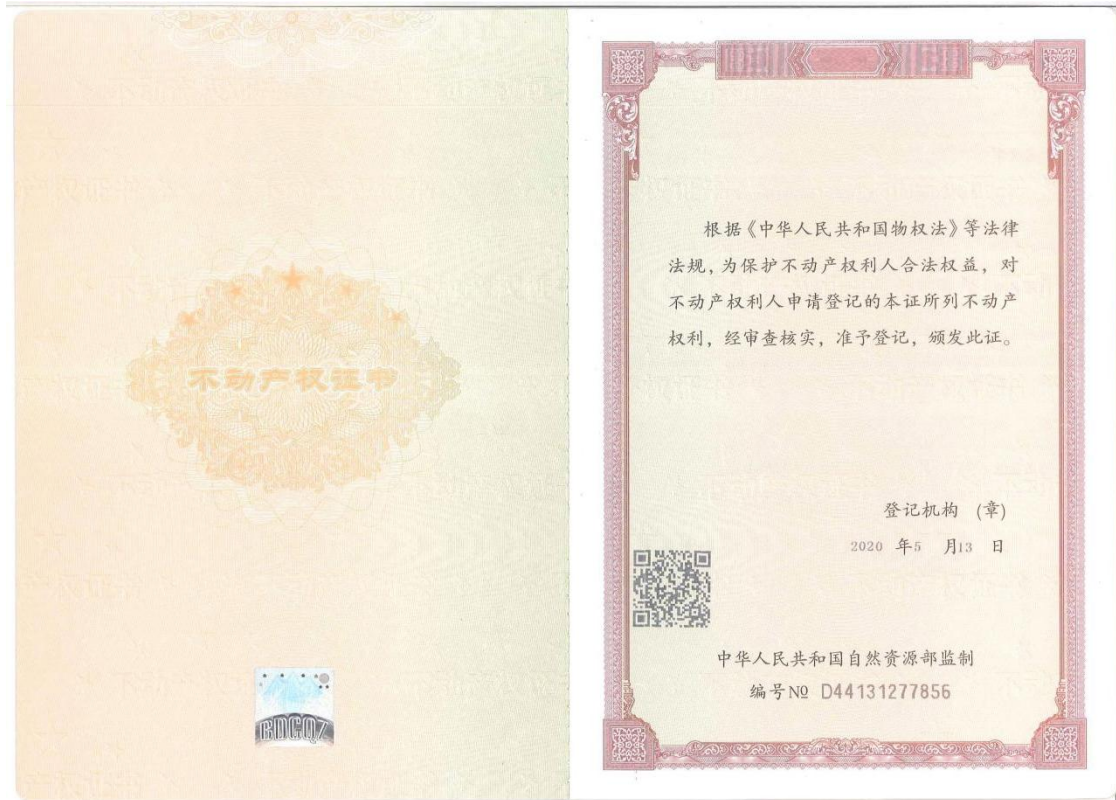 不动产权证书
BDCQZ
根据《中华人民共和国物权法》等法律
法规,为保护不动产权利人合法权益,对
不动产权利人申请登记的本证所列不动产
权利,经审查核实,准予登记,颁发此证。
登记机构 (章)
2020 年5 月13 日
中华人民共和国自然资源部监制
编号№ D44131277856